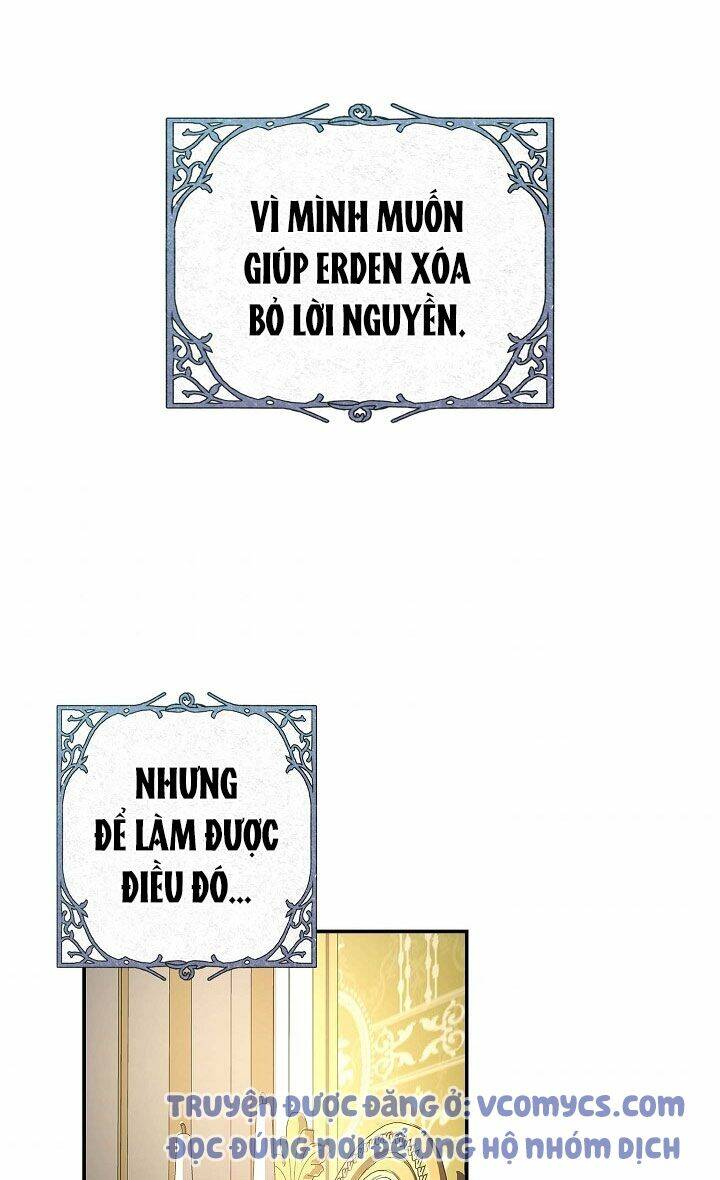 VÌ MÌNH MUỐN
GIÚP ERDEN XÓA
BỎ LỜI NGUYỀN.
NHƯNG
ĐỂ LÀM ĐƯỢC
ĐIỀU ĐÓ...
TRUYỆN ĐƯỢC ĐĂNG Ở: VCOMYCS.COM
ĐỌC ĐÚNG NƠI ĐỂ ỦNG HỘ NHÓM DỊCH